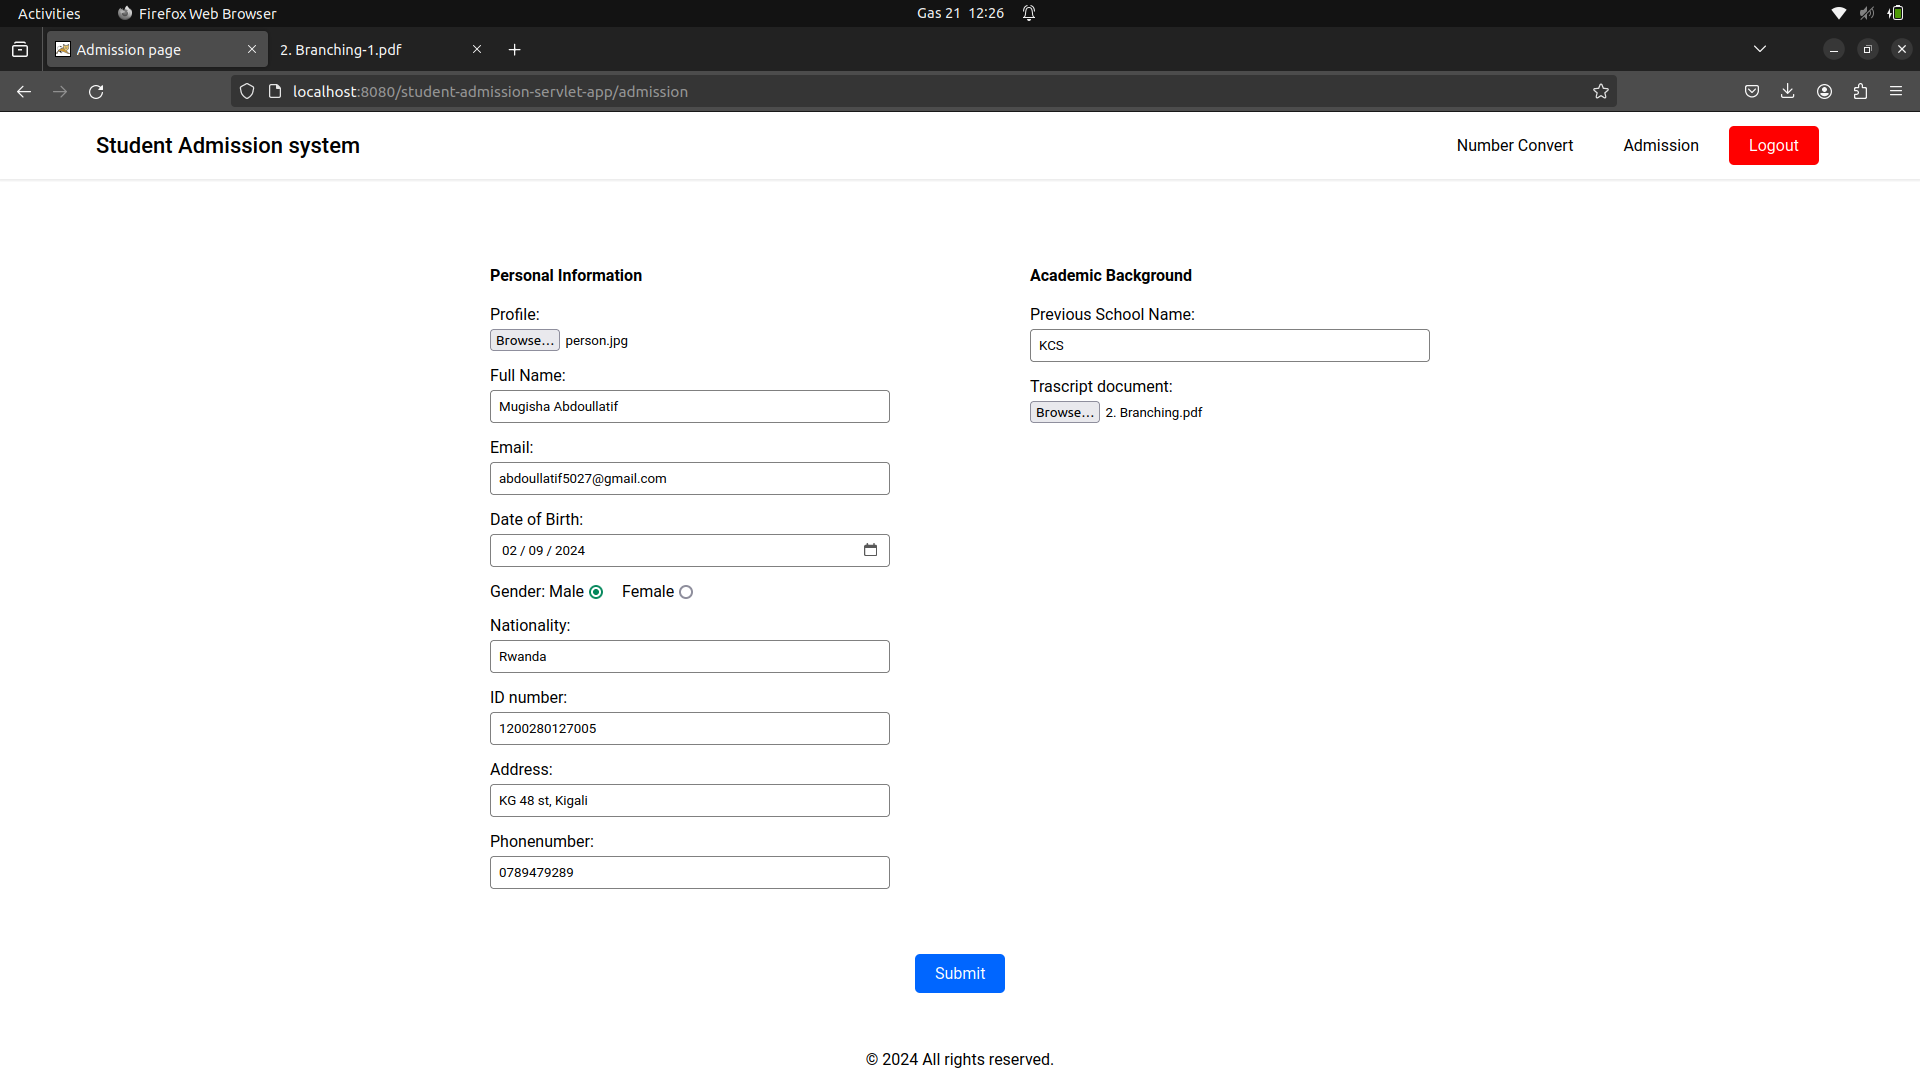 Activities
Firefox Web Browser
Gas 21 12:26
Admission page
2. Branching-1.pdf
localhost:8080/student-admission-servlet-app/admission
Student Admission system
Number Convert
Admission
Logout
Personal Information
Profile:
Browse... person.jpg
Full Name:
Mugisha Abdoullatif
Email:
abdoullatif5027@gmail.com
Date of Birth:
02 / 09 / 2024
Gender: Male Female
Nationality:
Rwanda
ID number:
1200280127005
Address:
KG 48 st, Kigali
Phonenumber:
0789479289
Academic Background
Previous School Name:
KCS
Trascript document:
Browse... 2. Branching.pdf
Submit
© 2024 All rights reserved.